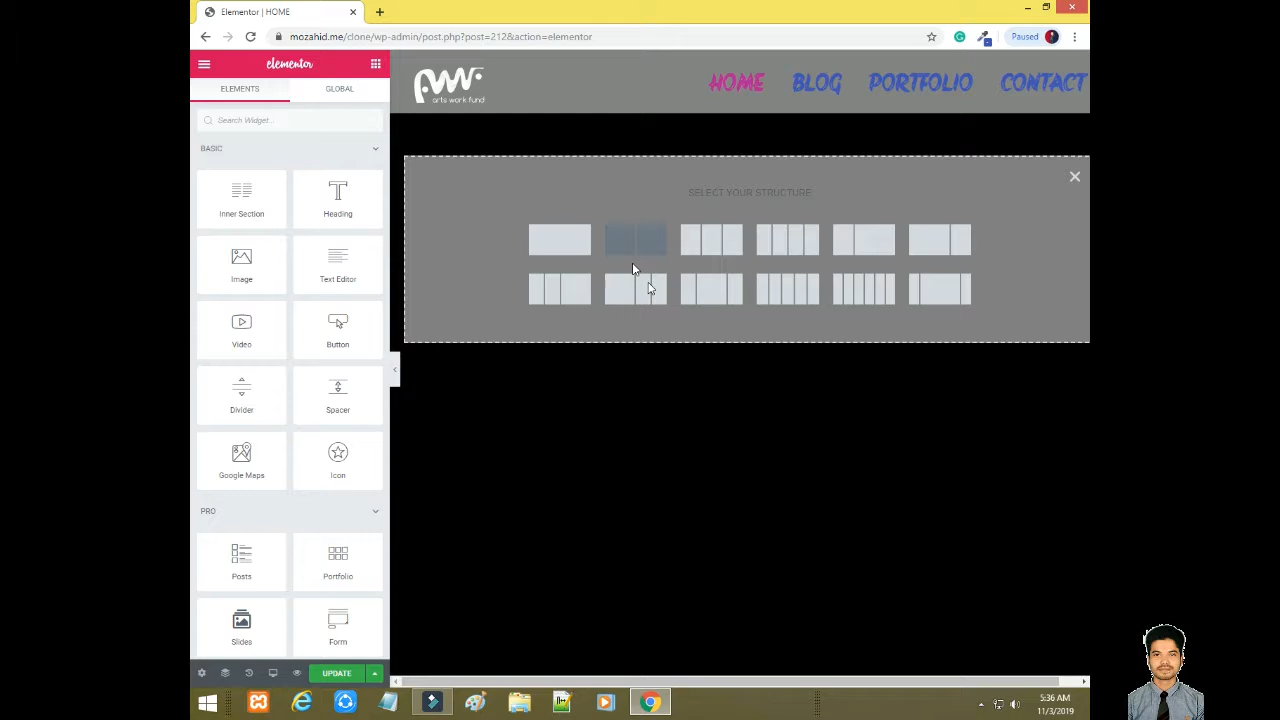 Elementor | HOME
mozahid.me/clone/wp-admin/post.php?post=212&action=elementor
Paused
elementor
ELEMENTS
GLOBAL
Search Widget...
BASIC
Inner Section
Heading
Image
Text Editor
Video
Button
Divider
Spacer
Google Maps
Icon
PRO
Posts
Portfolio
Slides
Form
UPDATE
AWF
arts work fund
HOME
BLOG
PORTFOLIO
CONTACT
SELECT YOUR STRUCTURE
5:36 AM
11/3/2019